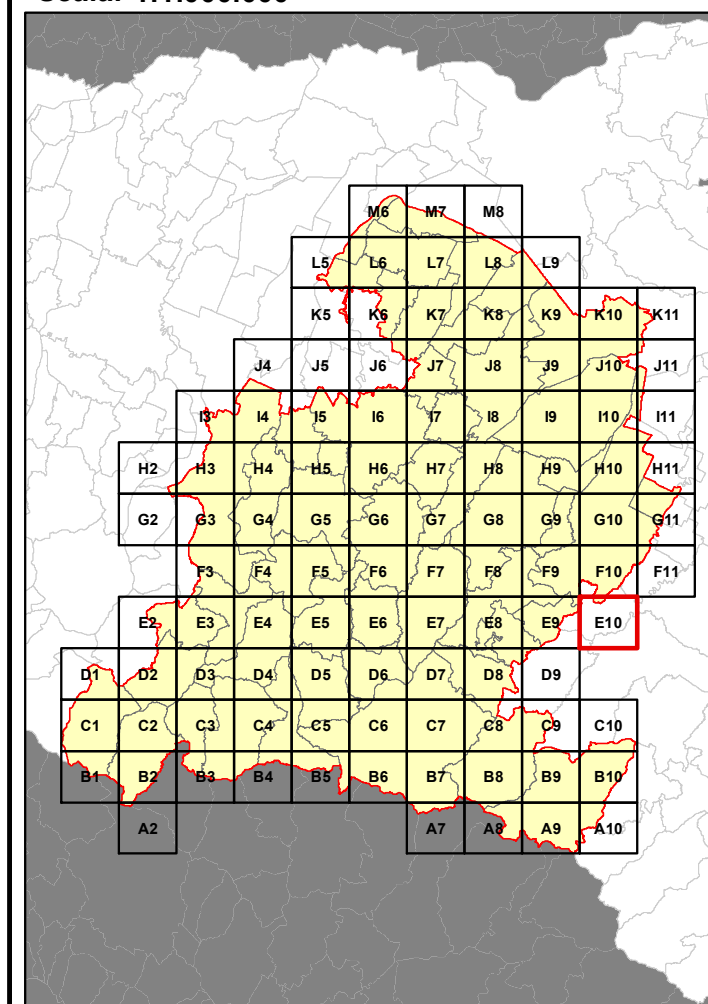 M6 M7 M8
L5 L6 L7 L8 L9
K5 K6 K7 K8 K9 K10 K11
J4 J5 J6 J7 J8 J9 J10 J11
I3 I4 I5 I6 I7 I8 I9 I10 I11
H2 H3 H4 H5 H6 H7 H8 H9 H10 H11
G2 G3 G4 G5 G6 G7 G8 G9 G10 G11
F3 F4 F5 F6 F7 F8 F9 F10 F11
E2 E3 E4 E5 E6 E7 E8 E9 E10
D1 D2 D3 D4 D5 D6 D7 D8 D9
C1 C2 C3 C4 C5 C6 C7 C8 C9 C10
B1 B2 B3 B4 B5 B6 B7 B8 B9 B10
A2 A7 A8 A9 A10